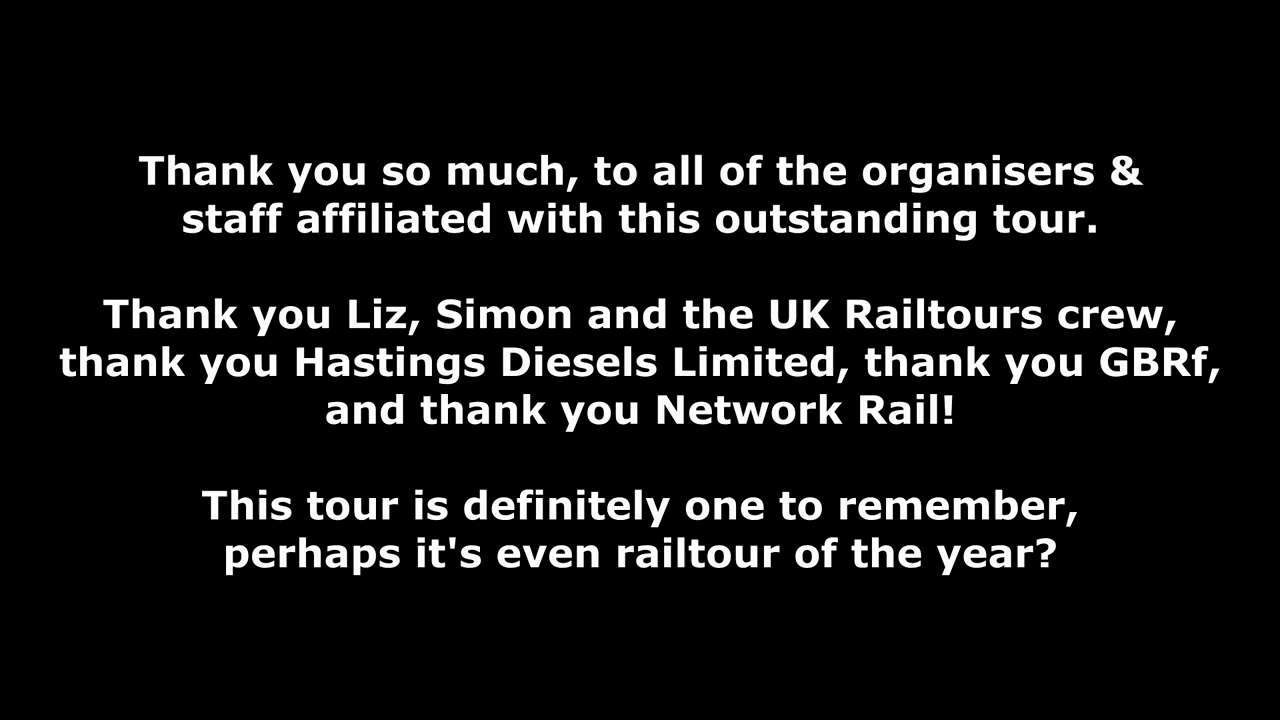 Thank you so much, to all of the organisers &
staff affiliated with this outstanding tour.
Thank you Liz, Simon and the UK Railtours crew,
thank you Hastings Diesels Limited, thank you GBRf,
and thank you Network Rail!
This tour is definitely one to remember,
perhaps it's even railtour of the year?